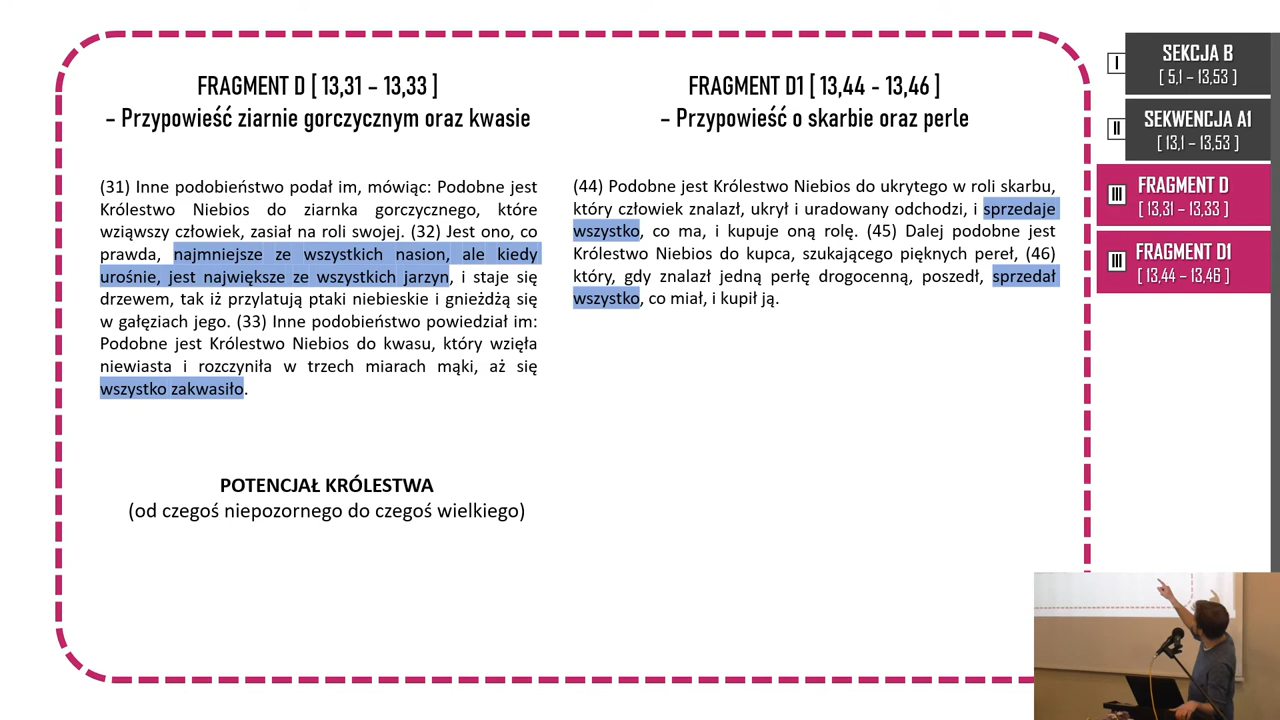 FRAGMENT D [ 13,31 – 13,33 ]
– Przypowieść ziarnie gorczycznym oraz kwasie
(31) Inne podobieństwo podał im, mówiąc: Podobne jest
Królestwo Niebios do ziarnka gorczycznego, które
wziąwszy człowiek, zasiał na roli swojej. (32) Jest ono, co
prawda, najmniejsze ze wszystkich nasion, ale kiedy
urośnie, jest największe ze wszystkich jarzyn, i staje się
drzewem, tak iż przylatują ptaki niebieskie i gnieżdżą się
w gałęziach jego. (33) Inne podobieństwo powiedział im:
Podobne jest Królestwo Niebios do kwasu, który wzięła
niewiasta i rozczyniła w trzech miarach mąki, aż się
wszystko zakwasiło.
POTENCJAŁ KRÓLESTWA
(od czegoś niepozornego do czegoś wielkiego)
FRAGMENT D1 [ 13,44 - 13,46 ]
– Przypowieść o skarbie oraz perle
(44) Podobne jest Królestwo Niebios do ukrytego w roli skarbu,
który człowiek znalazł, ukrył i uradowany odchodzi, i sprzedaje
wszystko, co ma, i kupuje oną rolę. (45) Dalej podobne jest
Królestwo Niebios do kupca, szukającego pięknych pereł, (46)
który, gdy znalazł jedną perłę drogocenną, poszedł, sprzedał
wszystko, co miał, i kupił ją.
I
SEKCJA B
[ 5,1 – 13,53 ]
II
SEKWENCJA A1
[ 13,1 – 13,53 ]
III
FRAGMENT D
[ 13,31 – 13,33 ]
III
FRAGMENT D1
[ 13,44 – 13,46 ]